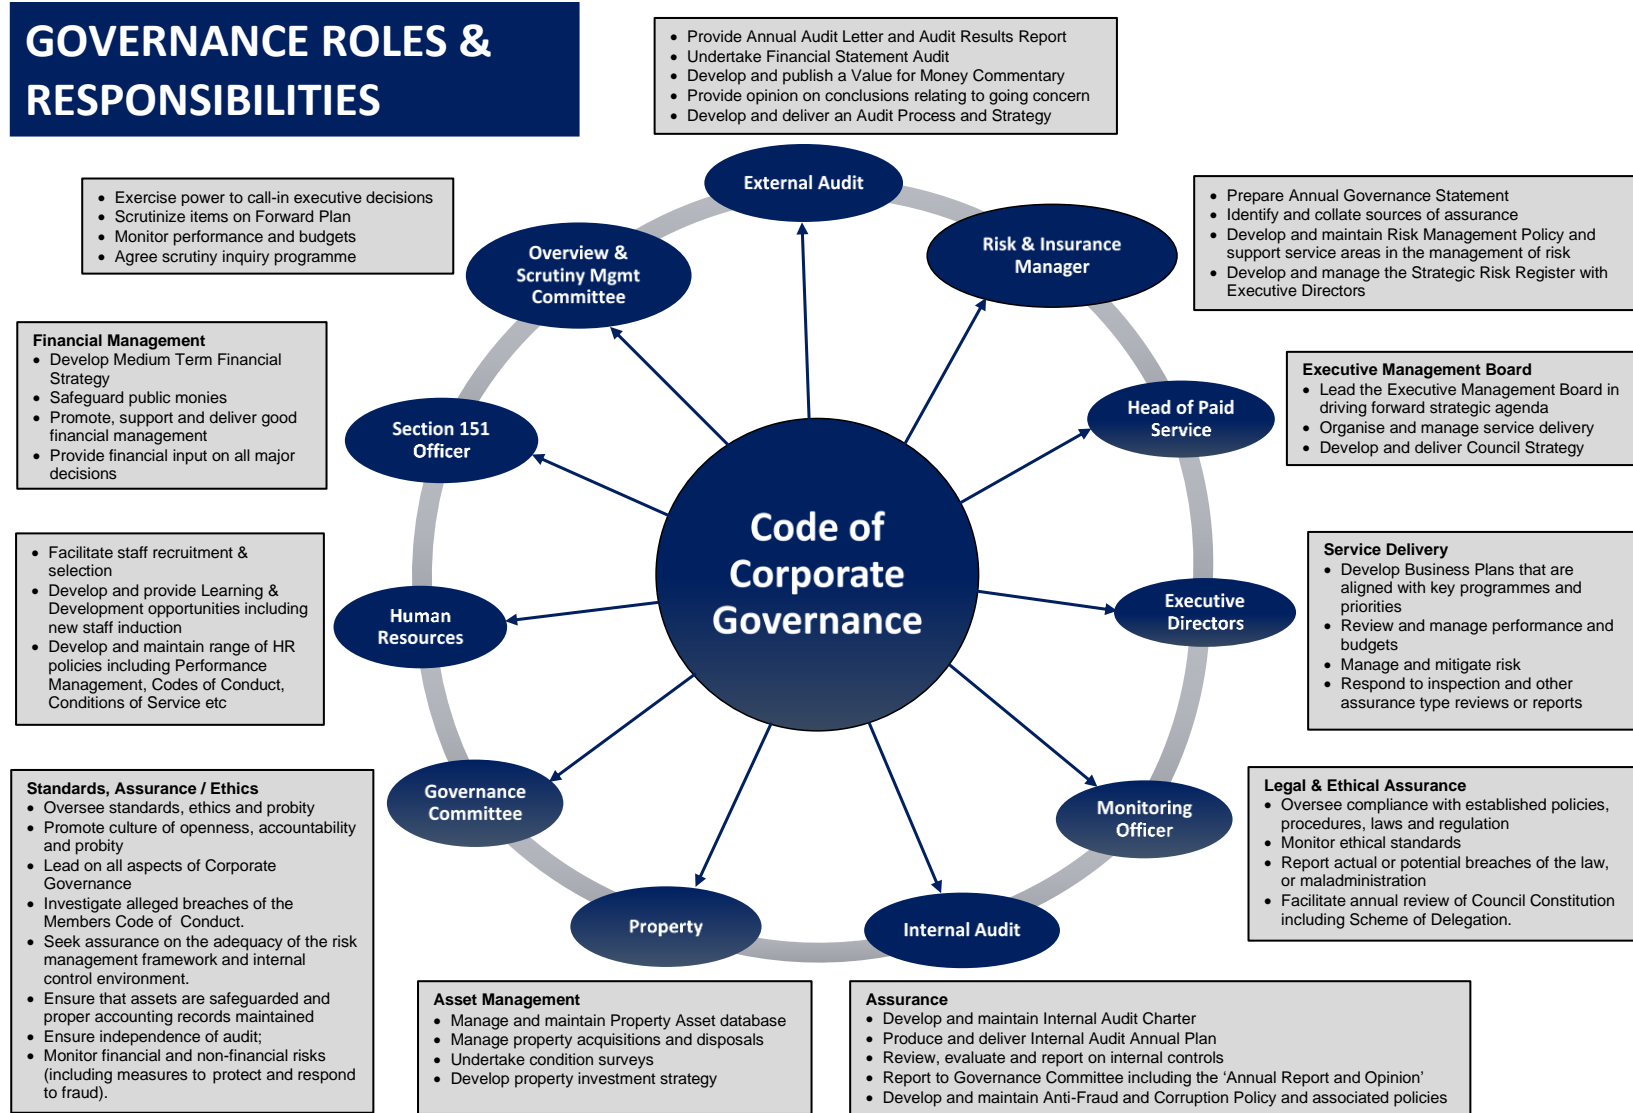 GOVERNANCE ROLES &
RESPONSIBILITIES
• Provide Annual Audit Letter and Audit Results Report
• Undertake Financial Statement Audit
• Develop and publish a Value for Money Commentary
• Provide opinion on conclusions relating to going concern
• Develop and deliver an Audit Process and Strategy
External Audit
• Exercise power to call-in executive decisions
• Scrutinize items on Forward Plan
• Monitor performance and budgets
• Agree scrutiny inquiry programme
Overview &
Scrutiny Mgmt
Committee
Risk & Insurance
Manager
• Prepare Annual Governance Statement
• Identify and collate sources of assurance
• Develop and maintain Risk Management Policy and
support service areas in the management of risk
• Develop and manage the Strategic Risk Register with
Executive Directors
Financial Management
• Develop Medium Term Financial
Strategy
• Safeguard public monies
• Promote, support and deliver good
financial management
• Provide financial input on all major
decisions
Section 151
Officer
Head of Paid
Service
Executive Management Board
• Lead the Executive Management Board in
driving forward strategic agenda
• Organise and manage service delivery
• Develop and deliver Council Strategy
Code of
Corporate
Governance
• Facilitate staff recruitment &
selection
• Develop and provide Learning &
Development opportunities including
new staff induction
• Develop and maintain range of HR
policies including Performance
Management, Codes of Conduct,
Conditions of Service etc
Human
Resources
Executive
Directors
Service Delivery
• Develop Business Plans that are
aligned with key programmes and
priorities
• Review and manage performance and
budgets
• Manage and mitigate risk
• Respond to inspection and other
assurance type reviews or reports
Standards, Assurance / Ethics
• Oversee standards, ethics and probity
• Promote culture of openness, accountability
and probity
• Lead on all aspects of Corporate
Governance
• Investigate alleged breaches of the
Members Code of Conduct.
• Seek assurance on the adequacy of the risk
management framework and internal
control environment.
• Ensure that assets are safeguarded and
proper accounting records maintained
• Ensure independence of audit;
• Monitor financial and non-financial risks
(including measures to protect and respond
to fraud).
Governance
Committee
Monitoring
Officer
Legal & Ethical Assurance
• Oversee compliance with established policies,
procedures, laws and regulation
• Monitor ethical standards
• Report actual or potential breaches of the law,
or maladministration
• Facilitate annual review of Council Constitution
including Scheme of Delegation.
Property
Internal Audit
Asset Management
• Manage and maintain Property Asset database
• Manage property acquisitions and disposals
• Undertake condition surveys
• Develop property investment strategy
Assurance
• Develop and maintain Internal Audit Charter
• Produce and deliver Internal Audit Annual Plan
• Review, evaluate and report on internal controls
• Report to Governance Committee including the ‘Annual Report and Opinion’
• Develop and maintain Anti-Fraud and Corruption Policy and associated policies